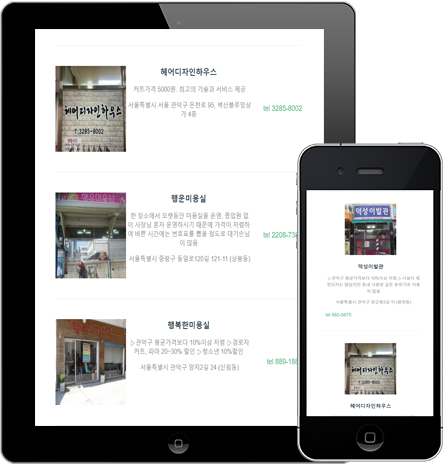 헤어디자인하우스
커트가격 5000원 최고의 기술과 서비스 제공
서울특별시 서울 관악구 은천로 95, 벽산블루밍상
가 4층
tel 3285-8002
헤어디자인하우스
T.3285-8002
행운미용실
한 장소에서 오랫동안 미용실을 운영, 종업원 없
이 사장님 혼자 운영하시기 때문에 가격이 저렴하
여 바쁜 시간에는 번호표를 뽑을 정도로 대기손님
이 많음
서울특별시 중랑구 동일로120길 121-11 (상봉동)
tel 2208-73
행복한미용실
▷관악구 평균가격보다 10%이상 저렴 ▷경로자
커트, 파마 20~30% 할인 ▷청소년 10%할인
서울특별시 관악구 양지2길 24 (신림동)
tel 889-18
덕성이발관
덕성이발관
헤어디자인하우스
헤어디자인하우스